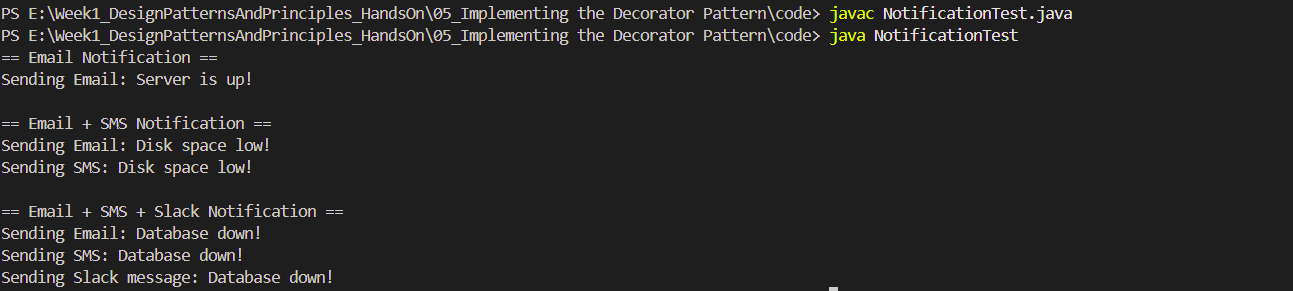 PS E:\Week1_DesignPatternsAndPrinciples_HandsOn\05_Implementing the Decorator Pattern\code> javac NotificationTest.java
PS E:\Week1_DesignPatternsAndPrinciples_HandsOn\05_Implementing the Decorator Pattern\code> java NotificationTest
== Email Notification ==
Sending Email: Server is up!
== Email + SMS Notification ==
Sending Email: Disk space low!
Sending SMS: Disk space low!
== Email + SMS + Slack Notification ==
Sending Email: Database down!
Sending SMS: Database down!
Sending Slack message: Database down!